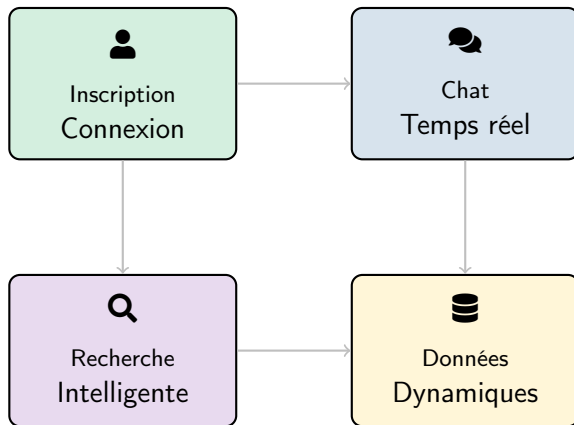 Inscription
Connexion
Chat
Temps réel
Recherche
Intelligente
Données
Dynamiques